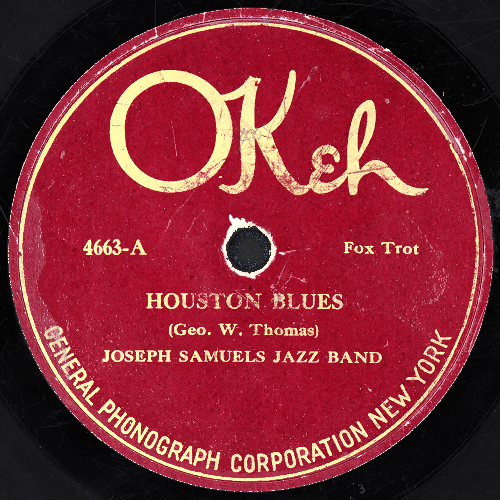 OKeh
4663-A
Fox Trot
HOUSTON BLUES
(Geo. W. Thomas)
JOSEPH SAMUELS JAZZ BAND
GENERAL PHONOGRAPH CORPORATION NEW YORK